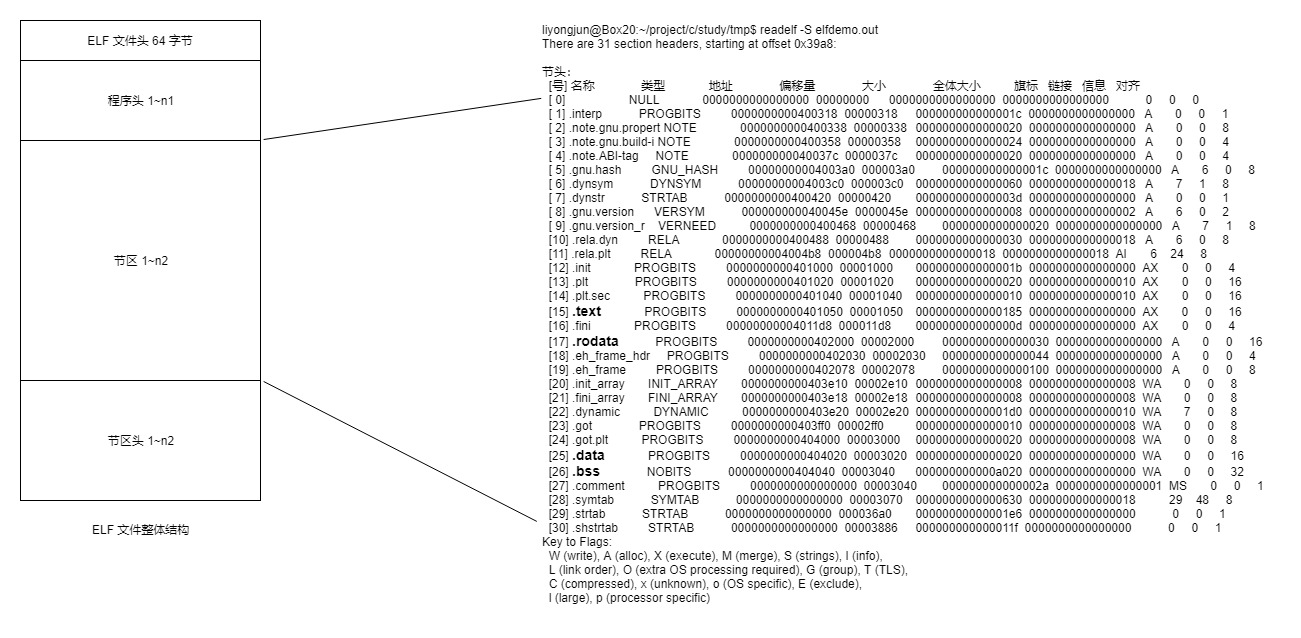 ELF 文件头 64 字节
程序头 1~n1
节区 1~n2
节区头 1~n2
ELF 文件整体结构
liyongjun@Box20:~/project/c/study/tmp$ readelf -S elfdemo.out
There are 31 section headers, starting at offset 0x39a8:
节头：
[号] 名称 类型 地址 偏移量 大小 全体大小 旗标 链接 信息 对齐
[ 0] NULL 0000000000000000 00000000 0000000000000000 0000000000000000 0 0 0
[ 1] .interp PROGBITS 0000000000400318 00000318 000000000000001c 0000000000000000 A 0 0 1
[ 2] .note.gnu.propert NOTE 0000000000400338 00000338 0000000000000020 0000000000000000 A 0 0 8
[ 3] .note.gnu.build-i NOTE 0000000000400358 00000358 0000000000000024 0000000000000000 A 0 0 4
[ 4] .note.ABI-tag NOTE 000000000040037c 0000037c 0000000000000020 0000000000000000 A 0 0 4
[ 5] .gnu.hash GNU_HASH 00000000004003a0 000003a0 000000000000001c 0000000000000000 A 6 0 8
[ 6] .dynsym DYNSYM 00000000004003c0 000003c0 0000000000000060 0000000000000018 A 7 1 8
[ 7] .dynstr STRTAB 0000000000400420 00000420 000000000000003d 0000000000000000 A 0 0 1
[ 8] .gnu.version VERSYM 000000000040045e 0000045e 0000000000000008 0000000000000002 A 6 0 2
[ 9] .gnu.version_r VERNEED 0000000000400468 00000468 0000000000000020 0000000000000000 A 7 1 8
[10] .rela.dyn RELA 0000000000400488 00000488 0000000000000030 0000000000000018 A 6 0 8
[11] .rela.plt RELA 00000000004004b8 000004b8 0000000000000018 0000000000000018 AI 6 24 8
[12] .init PROGBITS 0000000000401000 00001000 000000000000001b 0000000000000000 AX 0 0 4
[13] .plt PROGBITS 0000000000401020 00001020 0000000000000020 0000000000000010 AX 0 0 16
[14] .plt.sec PROGBITS 0000000000401040 00001040 0000000000000010 0000000000000010 AX 0 0 16
[15] .text PROGBITS 0000000000401050 00001050 0000000000000185 0000000000000000 AX 0 0 16
[16] .fini PROGBITS 00000000004011d8 000011d8 000000000000000d 0000000000000000 AX 0 0 4
[17] .rodata PROGBITS 0000000000402000 00002000 0000000000000030 0000000000000000 A 0 0 16
[18] .eh_frame_hdr PROGBITS 0000000000402030 00002030 0000000000000044 0000000000000000 A 0 0 4
[19] .eh_frame PROGBITS 0000000000402078 00002078 0000000000000100 0000000000000000 A 0 0 8
[20] .init_array INIT_ARRAY 0000000000403e10 00002e10 0000000000000008 0000000000000008 WA 0 0 8
[21] .fini_array FINI_ARRAY 0000000000403e18 00002e18 0000000000000008 0000000000000008 WA 0 0 8
[22] .dynamic DYNAMIC 0000000000403e20 00002e20 00000000000001d0 0000000000000010 WA 7 0 8
[23] .got PROGBITS 0000000000403ff0 00002ff0 0000000000000010 0000000000000008 WA 0 0 8
[24] .got.plt PROGBITS 0000000000404000 00003000 0000000000000020 0000000000000008 WA 0 0 8
[25] .data PROGBITS 0000000000404020 00003020 0000000000000020 0000000000000000 WA 0 0 16
[26] .bss NOBITS 0000000000404040 00003040 000000000000a020 0000000000000000 WA 0 0 32
[27] .comment PROGBITS 0000000000000000 00003040 000000000000002a 0000000000000001 MS 0 0 1
[28] .symtab SYMTAB 0000000000000000 00003070 0000000000000630 0000000000000018 29 48 8
[29] .strtab STRTAB 0000000000000000 000036a0 00000000000001e6 0000000000000000 0 0 1
[30] .shstrtab STRTAB 0000000000000000 00003886 000000000000011f 0000000000000000 0 0 1
Key to Flags:
W (write), A (alloc), X (execute), M (merge), S (strings), I (info),
L (link order), O (extra OS processing required), G (group), T (TLS),
C (compressed), x (unknown), o (OS specific), E (exclude),
l (large), p (processor specific)